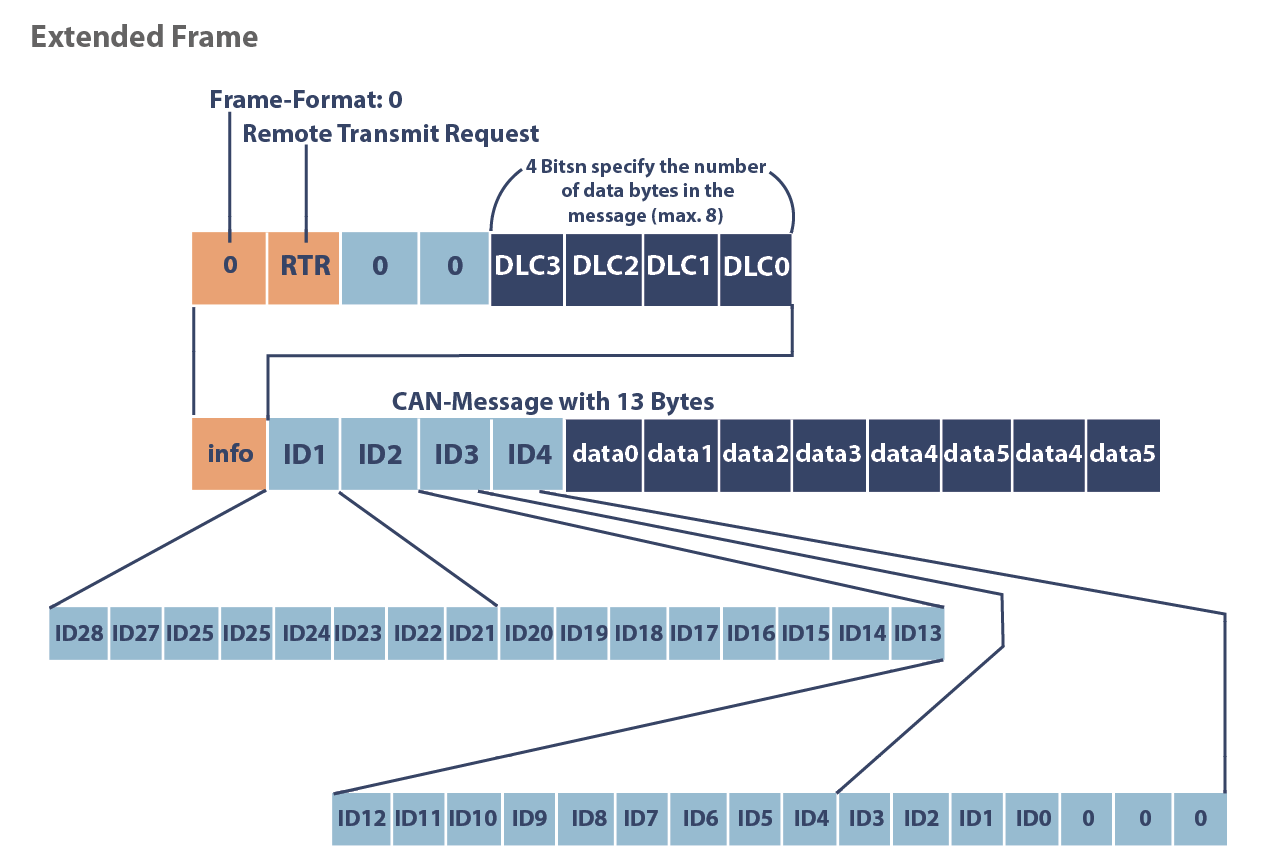 Extended Frame
Frame-Format: 0
Remote Transmit Request
4 Bitsn specify the number
of data bytes in the
message (max. 8)
0 RTR 0 0 DLC3 DLC2 DLC1 DLC0
CAN-Message with 13 Bytes
info ID1 ID2 ID3 ID4 data0 data1 data2 data3 data4 data5 data4 data5
ID28 ID27 ID25 ID25 ID24 ID23 ID22 ID21 ID20 ID19 ID18 ID17 ID16 ID15 ID14 ID13
ID12 ID11 ID10 ID9 ID8 ID7 ID6 ID5 ID4 ID3 ID2 ID1 ID0 0 0 0